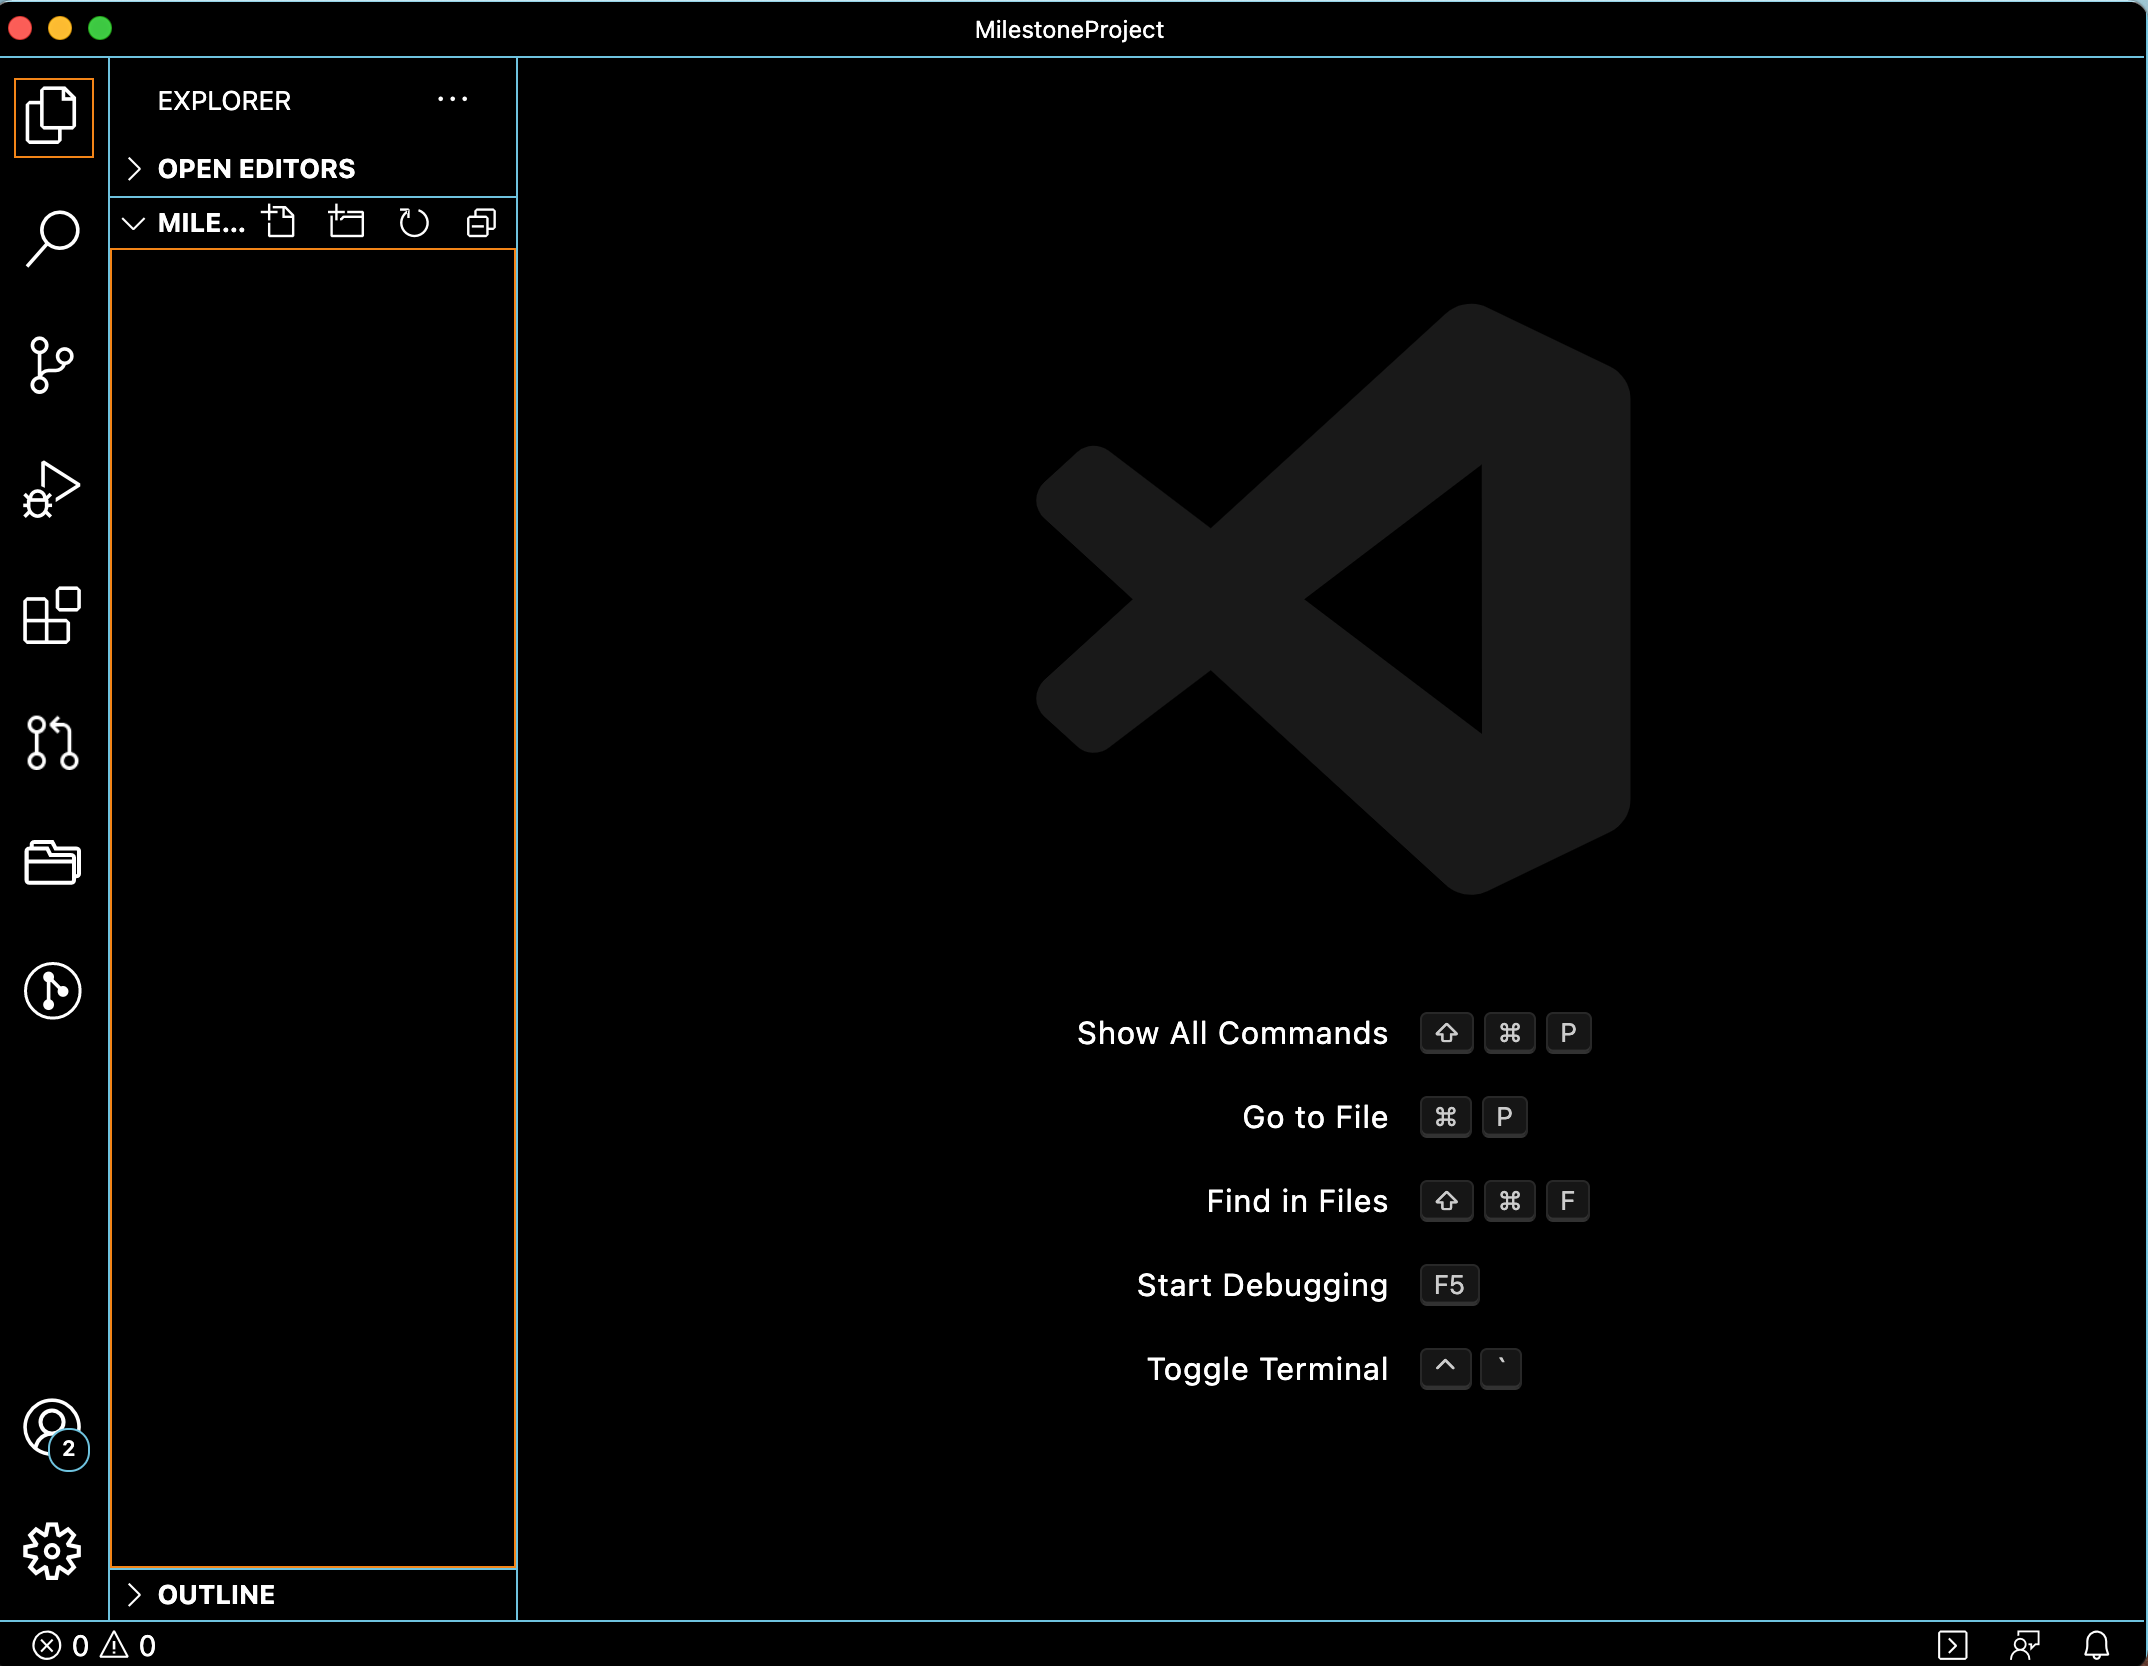 MilestoneProject
EXPLORER
OPEN EDITORS
MILE...
Show All Commands ⇧ ⌘ P
Go to File ⌘ P
Find in Files ⇧ ⌘ F
Start Debugging F5
Toggle Terminal ^ `
2
OUTLINE
0 0